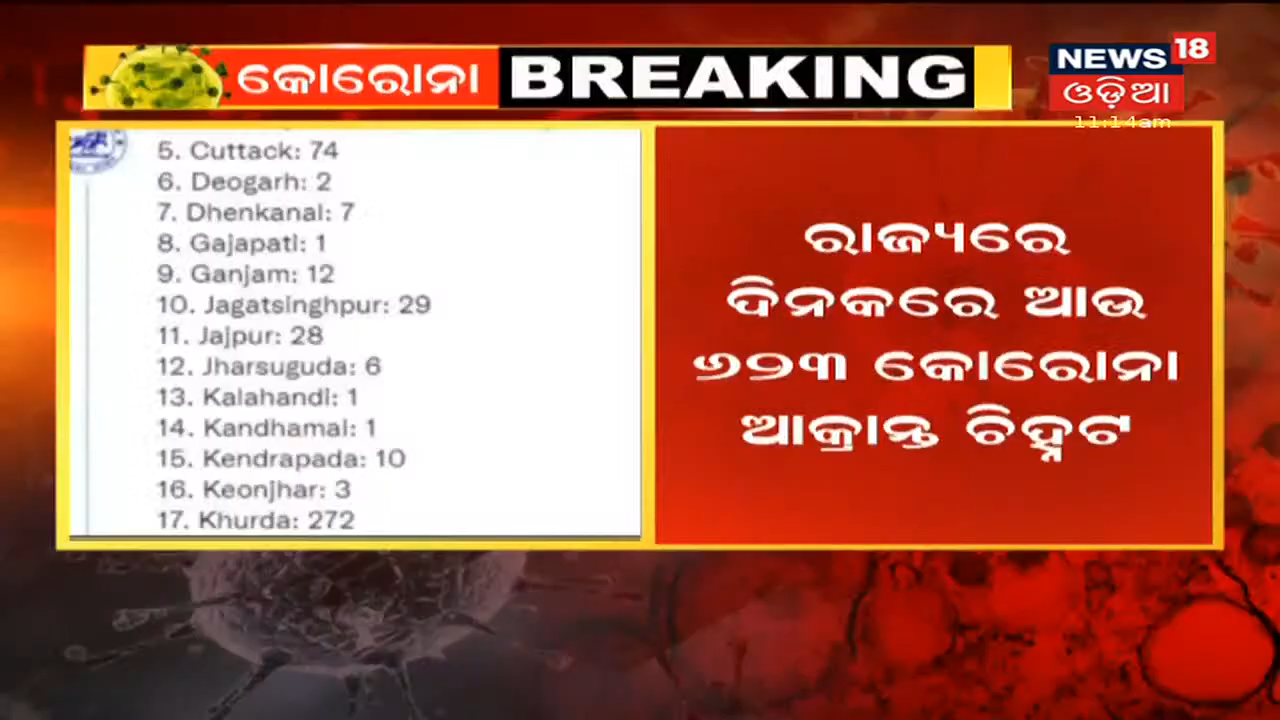 କୋରୋନା BREAKING
NEWS 18
ଓଡ଼ିଆ
11:14am
5. Cuttack: 74
6. Deogarh: 2
7. Dhenkanal: 7
8. Gajapati: 1
9. Ganjam: 12
10. Jagatsinghpur: 29
11. Jajpur: 28
12. Jharsuguda: 6
13. Kalahandi: 1
14. Kandhamal: 1
15. Kendrapada: 10
16. Keonjhar: 3
17. Khurda: 272
ରାଜ୍ୟରେ
ଦିନକରେ ଆଉ
୬୨୩ କୋରୋନା
ଆକ୍ରାନ୍ତ ଚିହ୍ନଟ